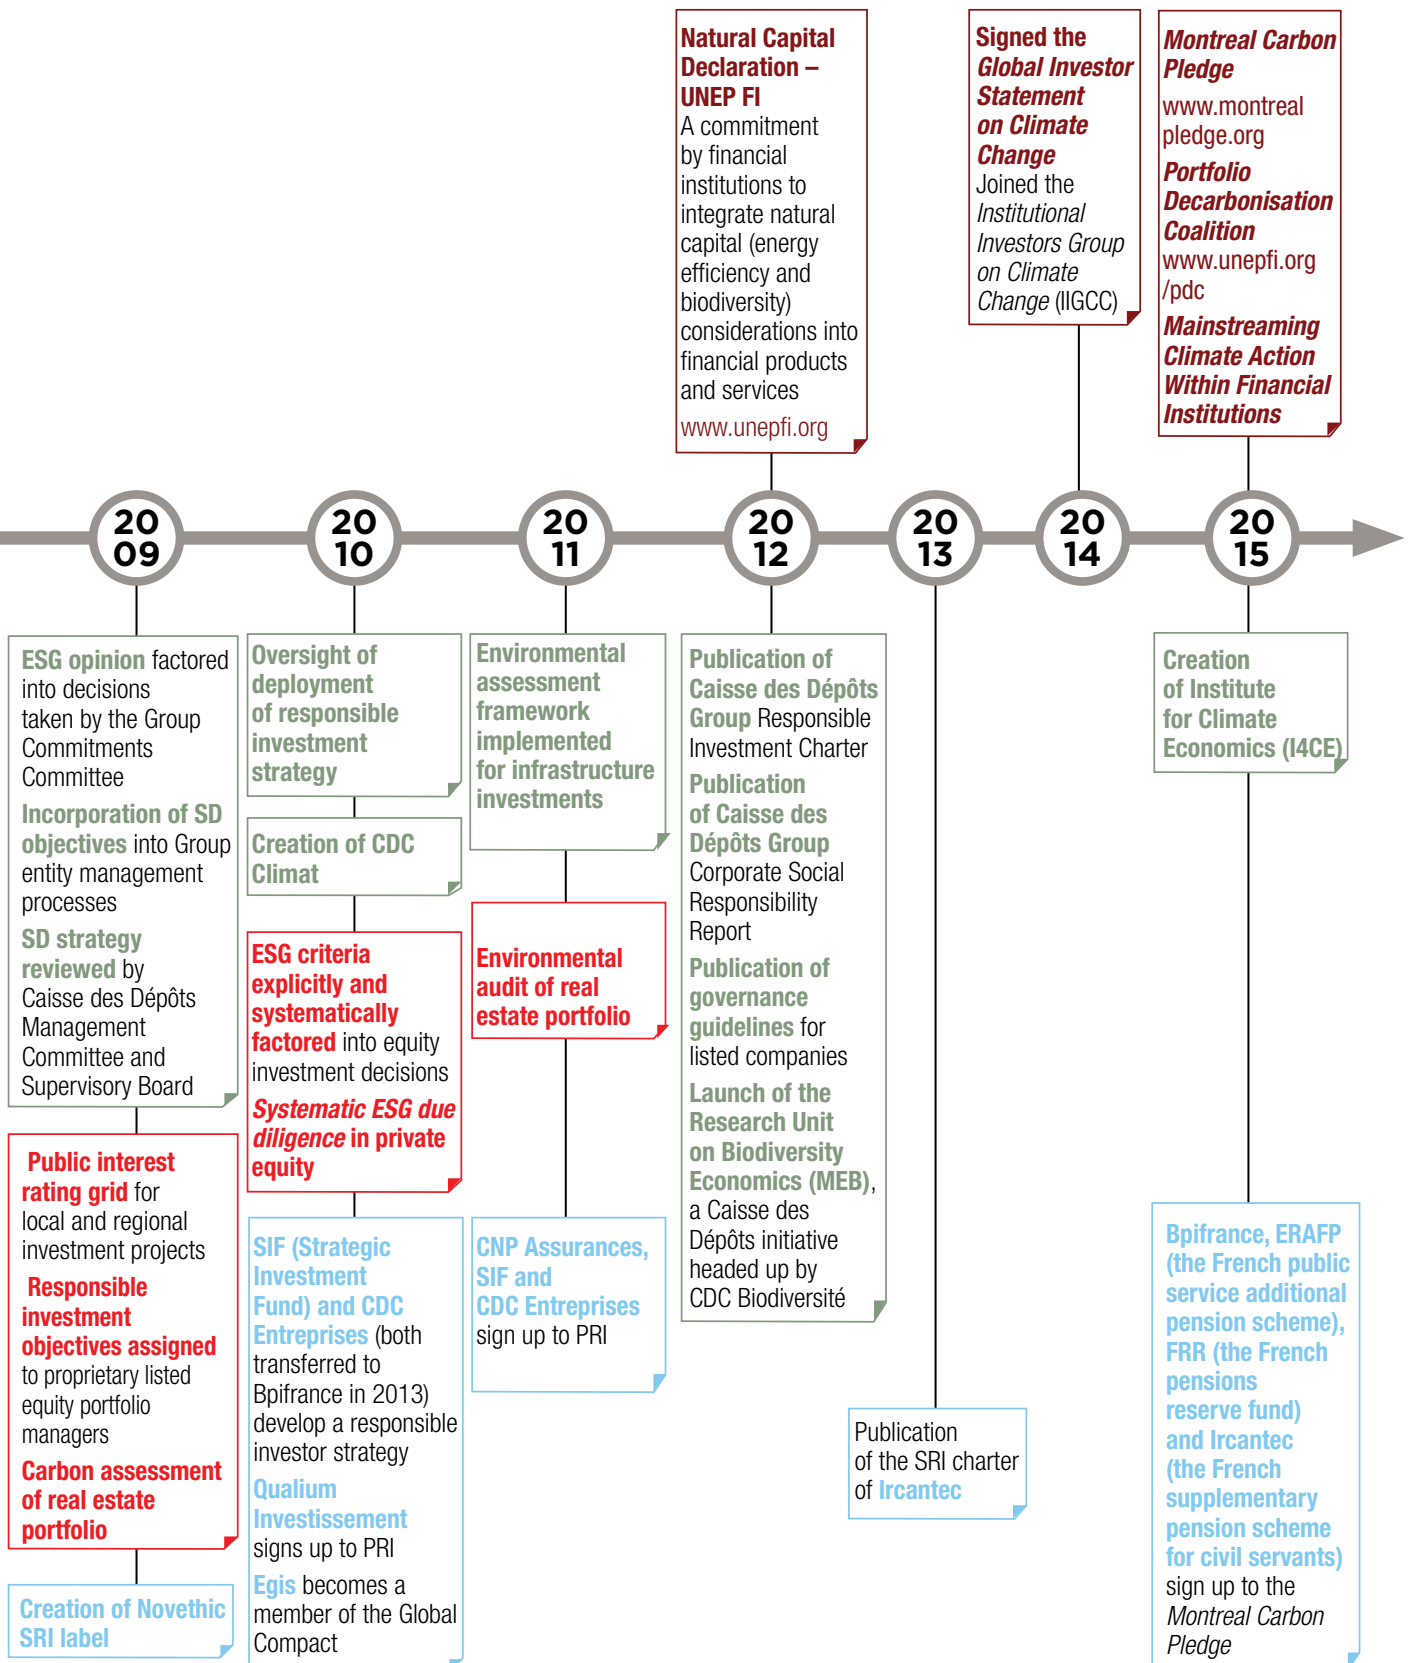 Natural Capital
Declaration –
UNEP FI
A commitment
by financial
institutions to
integrate natural
capital (energy
efficiency and
biodiversity)
considerations into
financial products
and services
www.unepfi.org
Signed the
Global Investor
Statement
on Climate
Change
Joined the
Institutional
Investors Group
on Climate
Change (IIGCC)
Montreal Carbon
Pledge
www.montreal
pledge.org
Portfolio
Decarbonisation
Coalition
www.unepfi.org
/pdc
Mainstreaming
Climate Action
Within Financial
Institutions
20
09
20
10
20
11
20
12
20
13
20
14
20
15
ESG opinion factored
into decisions
taken by the Group
Commitments
Committee
Incorporation of SD
objectives into Group
entity management
processes
SD strategy
reviewed by
Caisse des Dépôts
Management
Committee and
Supervisory Board
Public interest
rating grid for
local and regional
investment projects
Responsible
investment
objectives assigned
to proprietary listed
equity portfolio
managers
Carbon assessment
of real estate
portfolio
Creation of Novethic
SRI label
Oversight of
deployment
of responsible
investment
strategy
Creation of CDC
Climat
ESG criteria
explicitly and
systematically
factored into equity
investment decisions
Systematic ESG due
diligence in private
equity
SIF (Strategic
Investment
Fund) and CDC
Entreprises (both
transferred to
Bpifrance in 2013)
develop a responsible
investor strategy
Qualium
Investissement
signs up to PRI
Egis becomes a
member of the Global
Compact
Environmental
assessment
framework
implemented
for infrastructure
investments
Environmental
audit of real
estate portfolio
CNP Assurances,
SIF and
CDC Entreprises
sign up to PRI
Publication of
Caisse des Dépôts
Group Responsible
Investment Charter
Publication
of Caisse des
Dépôts Group
Corporate Social
Responsibility
Report
Publication of
governance
guidelines for
listed companies
Launch of the
Research Unit
on Biodiversity
Economics (MEB),
a Caisse des
Dépôts initiative
headed up by
CDC Biodiversité
Publication
of the SRI charter
of Ircantec
Creation
of Institute
for Climate
Economics (I4CE)
Bpifrance, ERAFP
(the French public
service additional
pension scheme),
FRR (the French
pensions
reserve fund)
and Ircantec
(the French
supplementary
pension scheme
for civil servants)
sign up to the
Montreal Carbon
Pledge